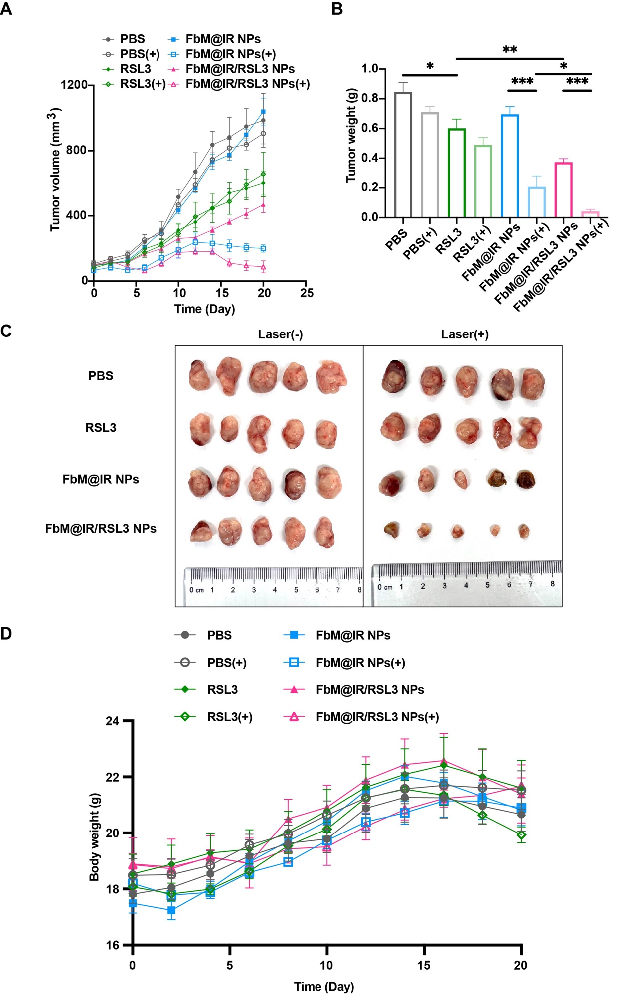 A
PBS
PBS(+)
RSL3
RSL3(+)
FbM@IR NPs
FbM@IR NPs(+)
FbM@IR/RSL3 NPs
FbM@IR/RSL3 NPs(+)
Tumor volume (mm3)
1200
800
400
0
0 5 10 15 20 25
Time (Day)
B
** 
* * 
*** ***
Tumor weight (g)
1.0
0.8
0.6
0.4
0.2
0.0
PBS
PBS(+)
RSL3
RSL3(+)
FbM@IR NPs
FbM@IR NPs(+)
FbM@IR/RSL3 NPs
FbM@IR/RSL3 NPs(+)
C
Laser(-) Laser(+)
PBS
RSL3
FbM@IR NPs
FbM@IR/RSL3 NPs
0 cm 1 2 3 4 5 6 7 8
0 cm 1 2 3 4 5 6 7 8
D
PBS
PBS(+)
RSL3
RSL3(+)
FbM@IR NPs
FbM@IR NPs(+)
FbM@IR/RSL3 NPs
FbM@IR/RSL3 NPs(+)
Body weight (g)
24
22
20
18
16
0 5 10 15 20
Time (Day)